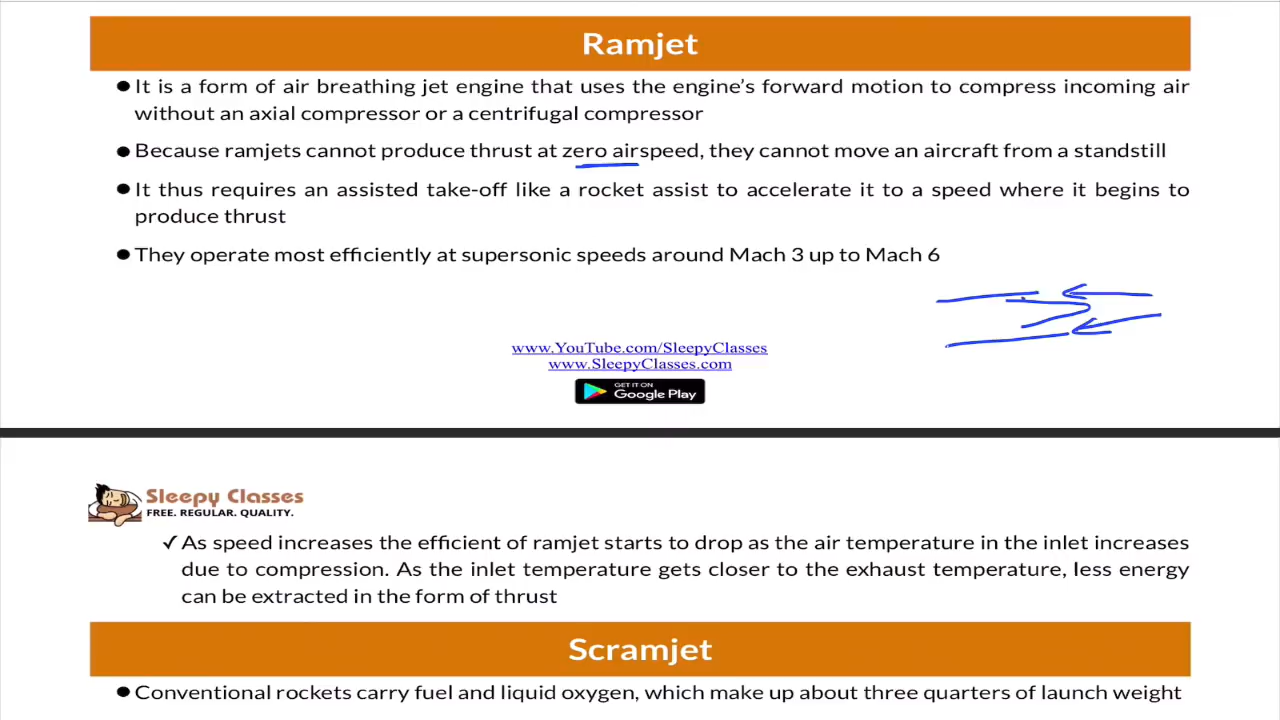 Ramjet
● It is a form of air breathing jet engine that uses the engine’s forward motion to compress incoming air
without an axial compressor or a centrifugal compressor
● Because ramjets cannot produce thrust at zero airspeed, they cannot move an aircraft from a standstill
● It thus requires an assisted take-off like a rocket assist to accelerate it to a speed where it begins to
produce thrust
● They operate most efficiently at supersonic speeds around Mach 3 up to Mach 6
www.YouTube.com/SleepyClasses
www.SleepyClasses.com
GET IT ON
Google Play
Sleepy Classes
FREE. REGULAR. QUALITY.
✓ As speed increases the efficient of ramjet starts to drop as the air temperature in the inlet increases
due to compression. As the inlet temperature gets closer to the exhaust temperature, less energy
can be extracted in the form of thrust
Scramjet
● Conventional rockets carry fuel and liquid oxygen, which make up about three quarters of launch weight